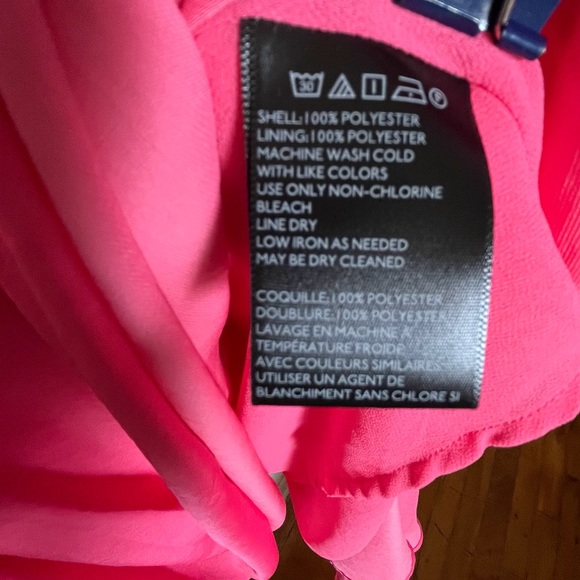 30 P
SHELL:100% POLYESTER
LINING:100% POLYESTER
MACHINE WASH COLD
WITH LIKE COLORS
USE ONLY NON-CHLORINE
BLEACH
LINE DRY
LOW IRON AS NEEDED
MAY BE DRY CLEANED
COQUILLE:100% POLYESTER
DOUBLURE:100% POLYESTER
LAVAGE EN MACHINE À
TEMPÉRATURE FROIDE
AVEC COULEURS SIMILAIRES
UTILISER UN AGENT DE
BLANCHIMENT SANS CHLORE SI